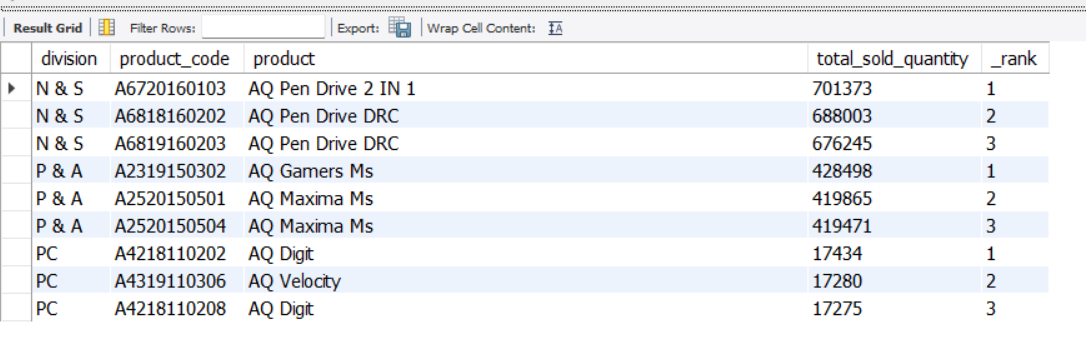 Result Grid Filter Rows: Export: Wrap Cell Content: IA
division product_code product total_sold_quantity _rank
N & S A6720160103 AQ Pen Drive 2 IN 1 701373 1
N & S A6818160202 AQ Pen Drive DRC 688003 2
N & S A6819160203 AQ Pen Drive DRC 676245 3
P & A A2319150302 AQ Gamers Ms 428498 1
P & A A2520150501 AQ Maxima Ms 419865 2
P & A A2520150504 AQ Maxima Ms 419471 3
PC A4218110202 AQ Digit 17434 1
PC A4319110306 AQ Velocity 17280 2
PC A4218110208 AQ Digit 17275 3